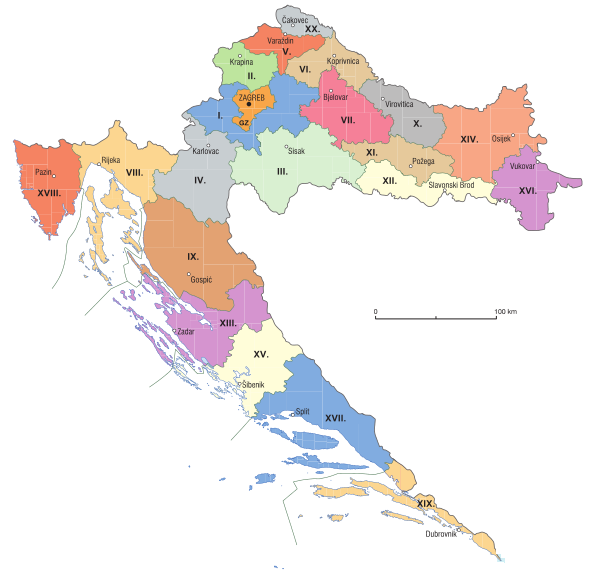 Čakovec
XX.
Varaždin
V.
Krapina
Koprivnica
II.
VI.
ZAGREB
Bjelovar
Virovitica
I.
GZ
VII.
X.
XIV.
Osijek
Karlovac
Sisak
XI.
Rijeka
Požega
Vukovar
Pazin
VIII.
III.
IV.
XII.
Slavonski Brod
XVIII.
XVI.
IX.
Gospić
0
100 km
XIII.
Zadar
XV.
Šibenik
Split
XVII.
XIX.
Dubrovnik